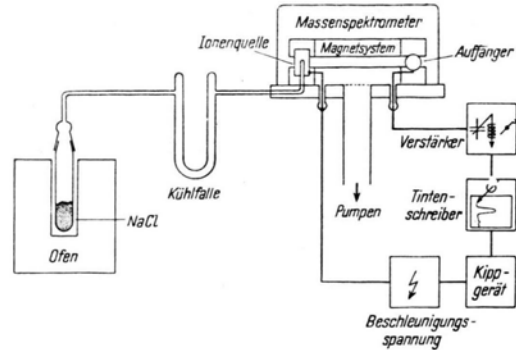 Massenspektrometer
Ionenquelle
Magnetsystem
Auffänger
Verstärker
Kühlfalle
NaCl
Ofen
Pumpen
Tinten-
schreiber
Kipp-
gerät
Beschleunigungs-
spannung